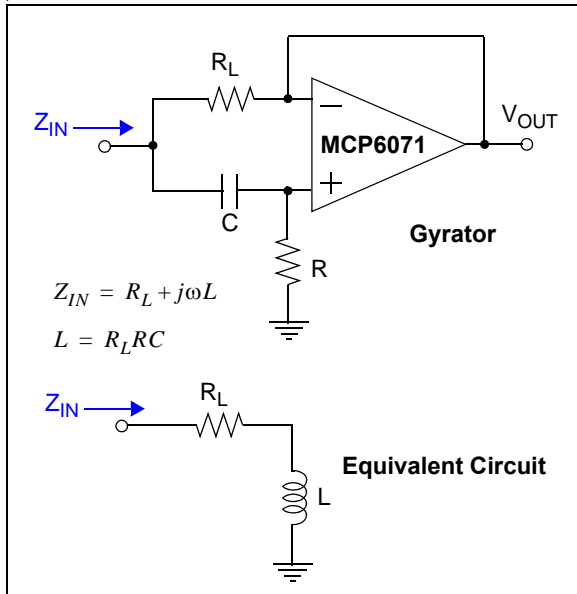 R_L
Z_IN
−
MCP6071
V_OUT
+
C
Gyrator
R
Z_IN = R_L + jωL
L = R_L RC
Z_IN
R_L
Equivalent Circuit
L